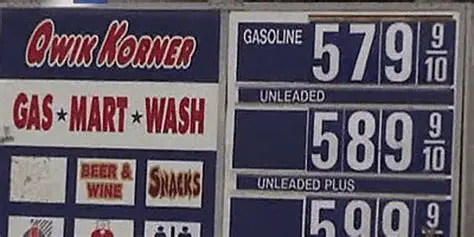 Qwik Korner
GAS ★ MART ★ WASH
BEER &
WINE
SNACKS
GASOLINE 579 9/10
UNLEADED
589 9/10
UNLEADED PLUS
599 9